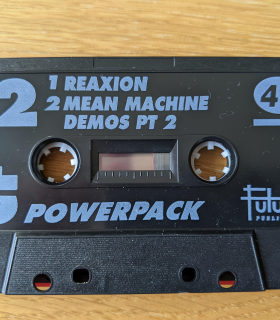 2
1 REAXION
2 MEAN MACHINE
DEMOS PT 2
4
POWERPACK